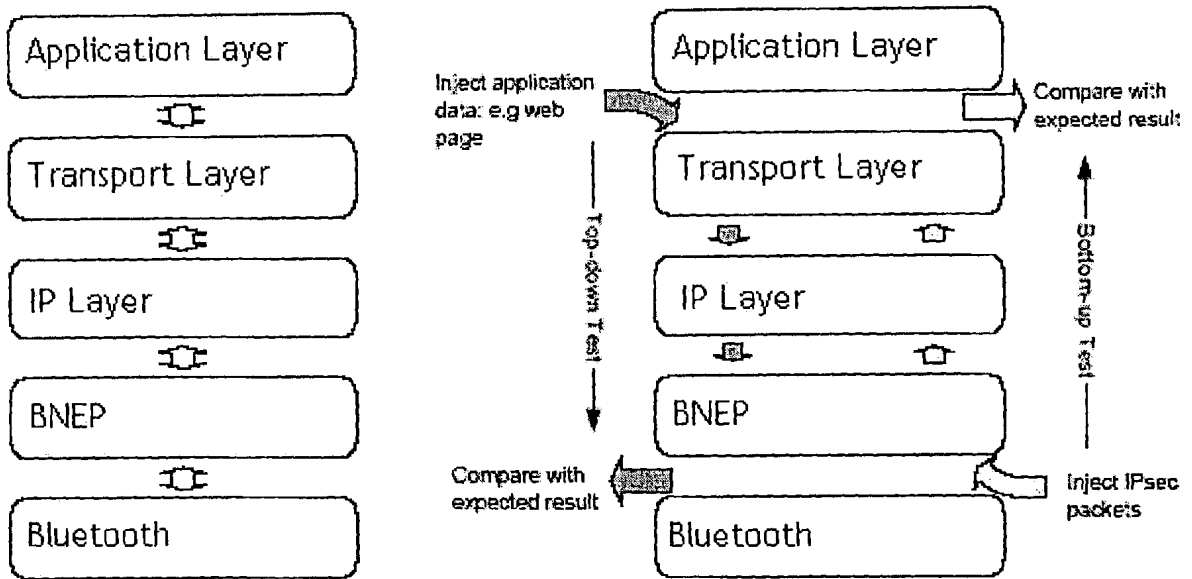 Application Layer
Transport Layer
IP Layer
BNEP
Bluetooth
Inject application
data: e.g web
page
Application Layer
Compare with
expected result
Transport Layer
Top-down Test
Bottom-up Test
IP Layer
BNEP
Compare with
expected result
Inject IPsec
packets
Bluetooth